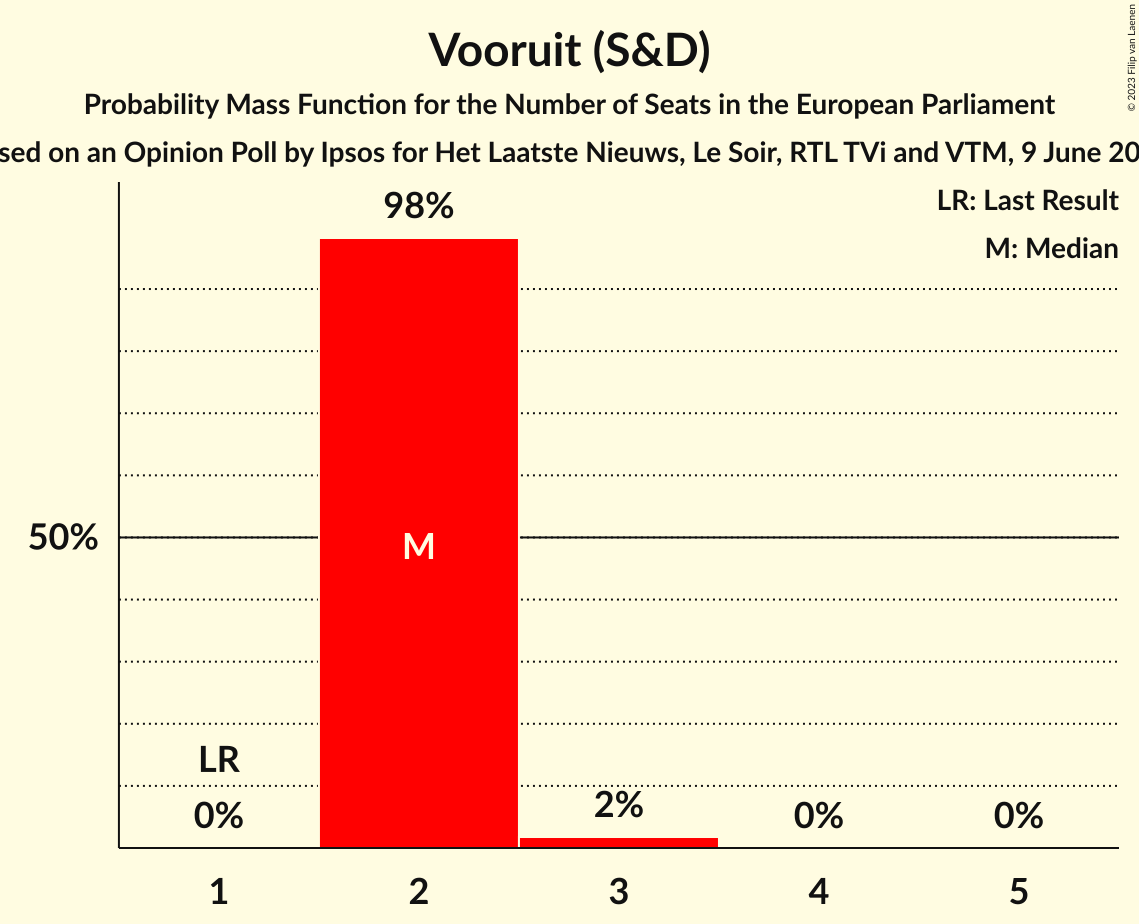 Vooruit (S&D)
Probability Mass Function for the Number of Seats in the European Parliament
sed on an Opinion Poll by Ipsos for Het Laatste Nieuws, Le Soir, RTL TVi and VTM, 9 June 20
© 2023 Filip van Laenen
LR: Last Result
M: Median
98%
50%
M
LR
0%
2%
0%
0%
1
2
3
4
5